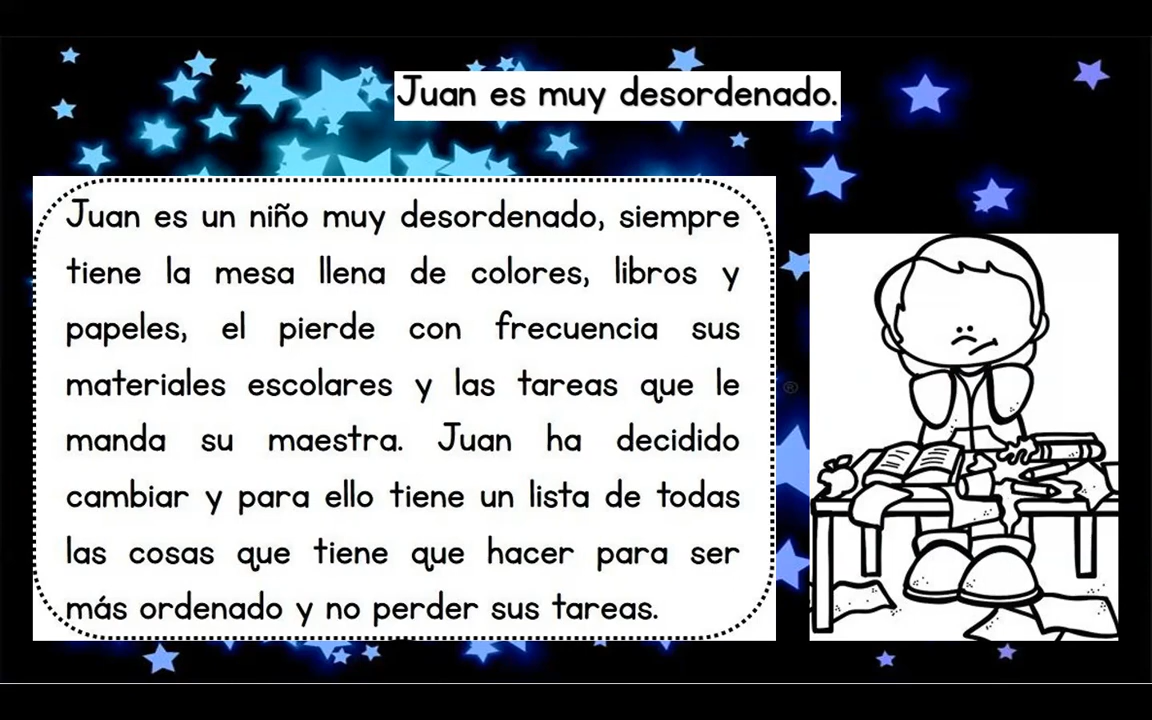 Juan es muy desordenado.
Juan es un niño muy desordenado, siempre
tiene la mesa llena de colores, libros y
papeles, el pierde con frecuencia sus
materiales escolares y las tareas que le
manda su maestra. Juan ha decidido
cambiar y para ello tiene un lista de todas
las cosas que tiene que hacer para ser
más ordenado y no perder sus tareas.
®